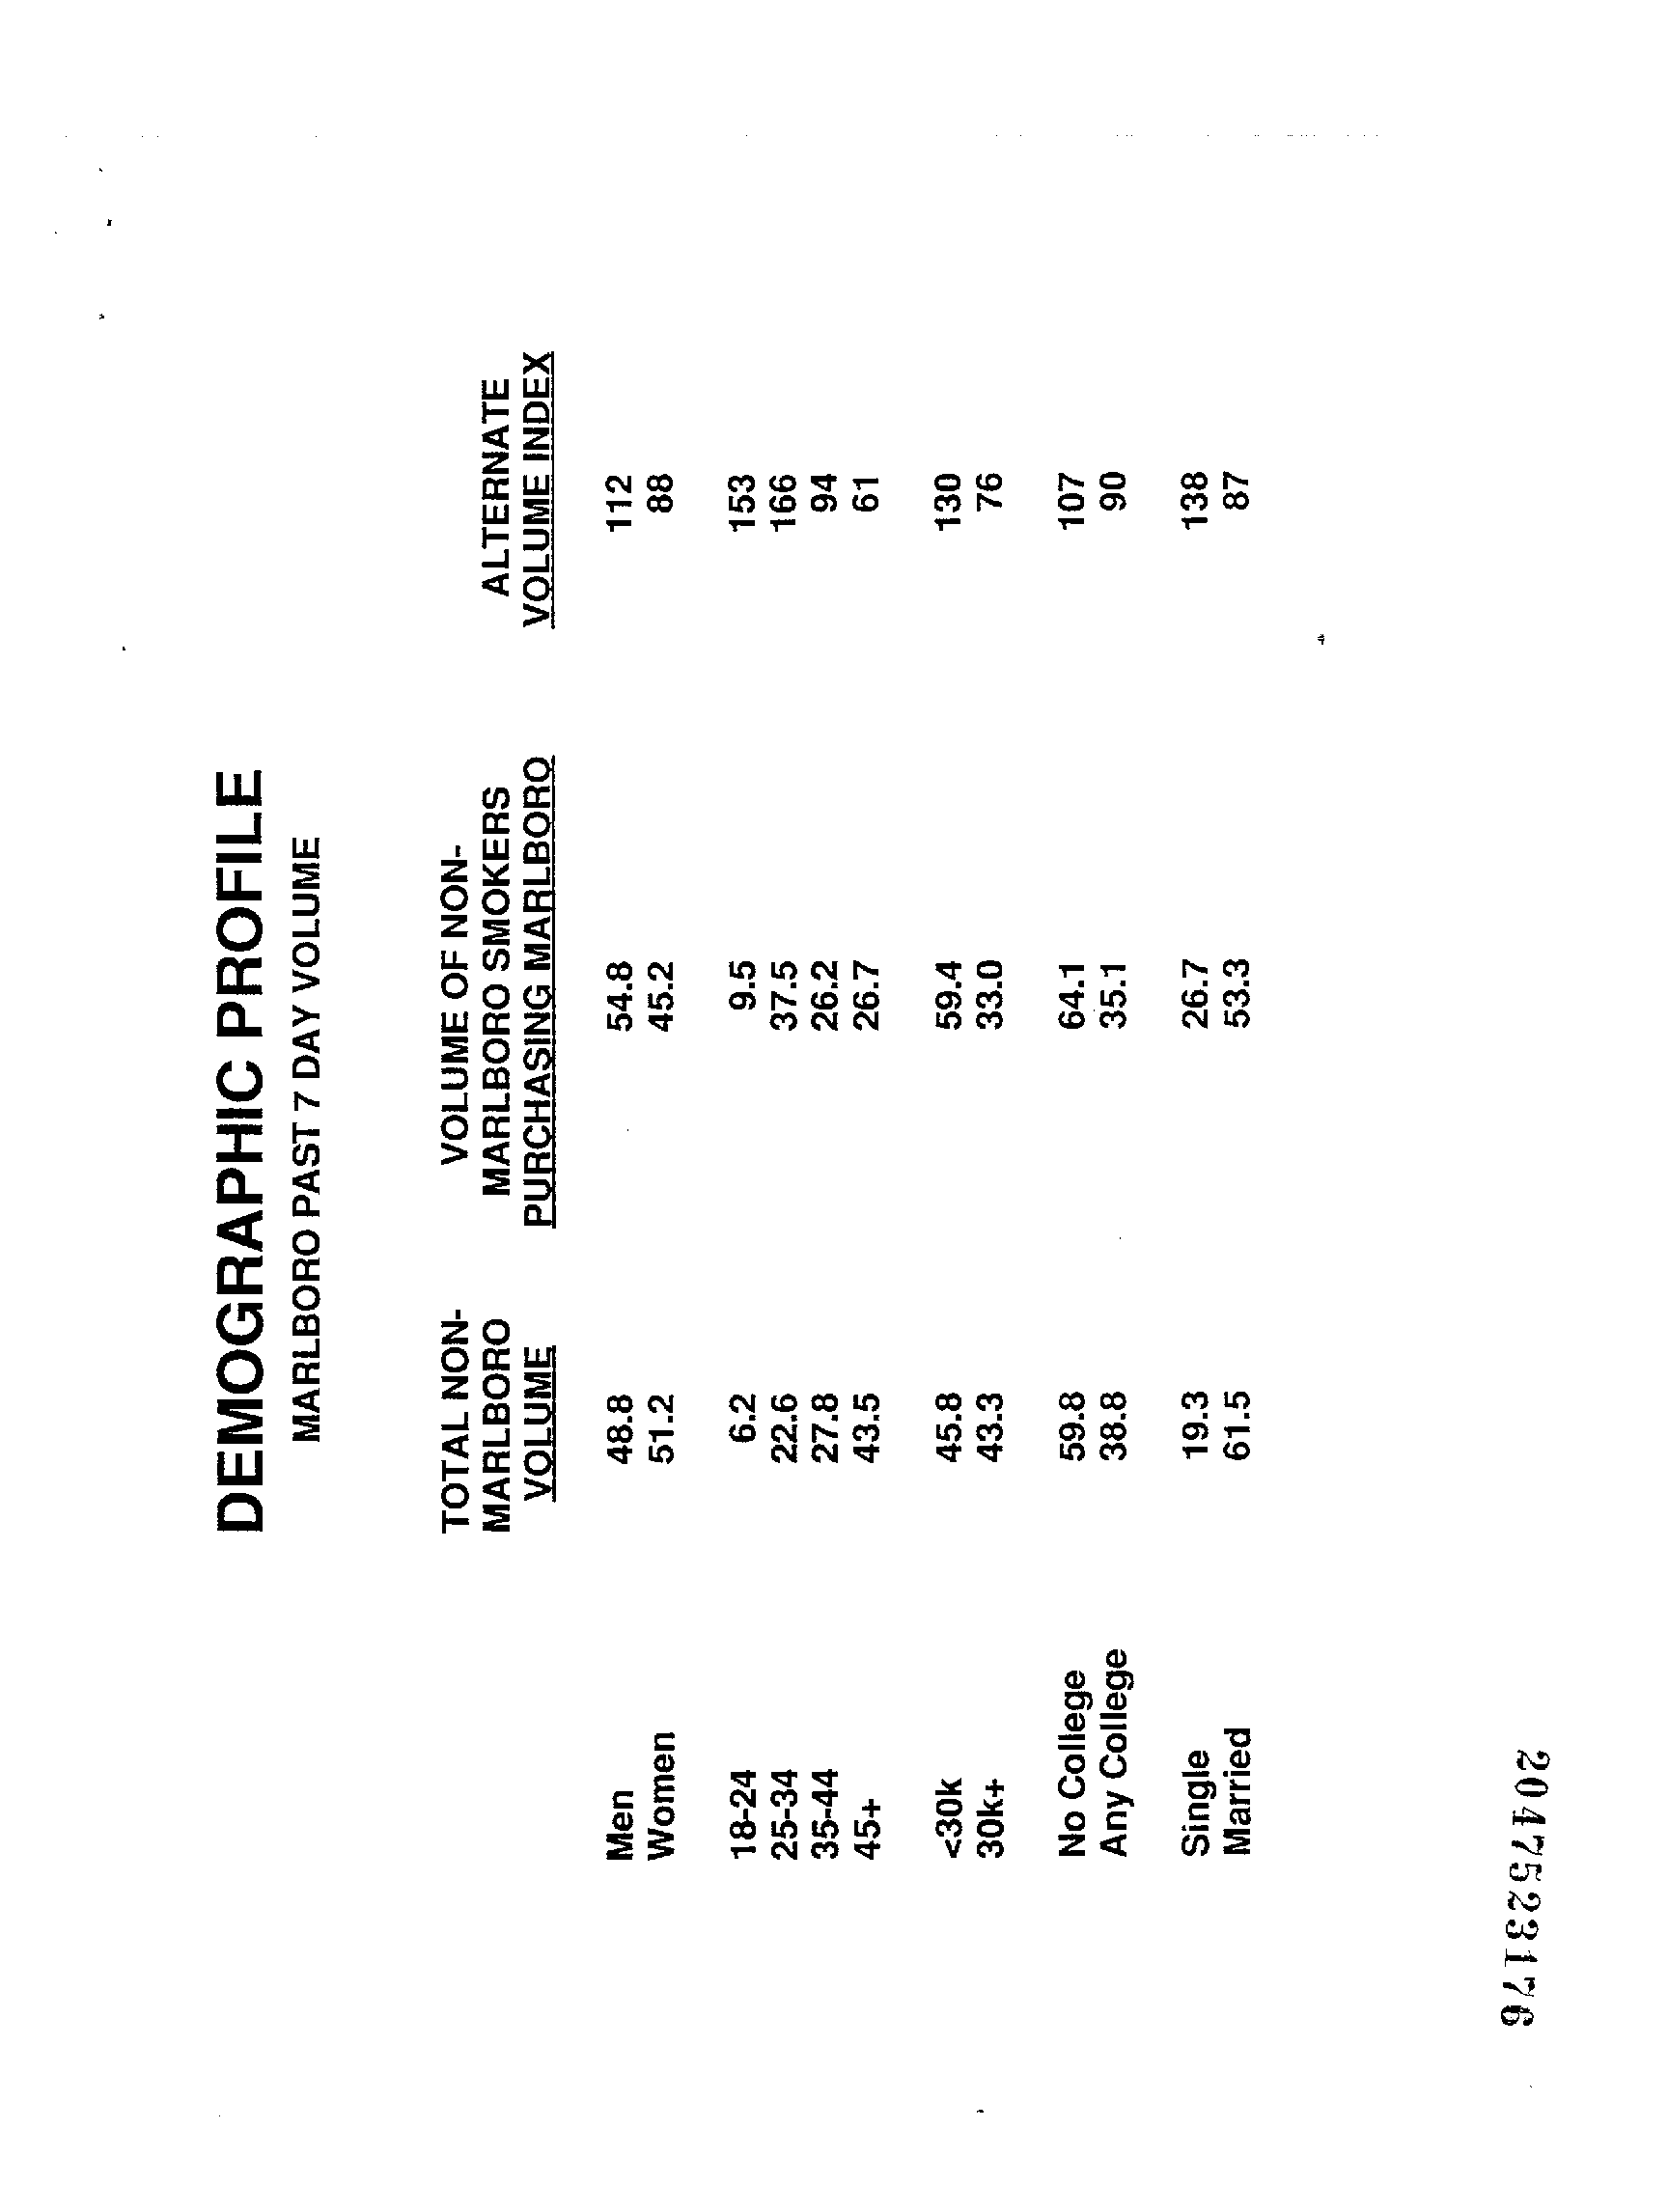 DEMOGRAPHIC PROFILE
MARLBORO PAST 7 DAY VOLUME
TOTAL NON- VOLUME OF NON-
MARLBORO MARLBORO SMOKERS ALTERNATE
VOLUME PURCHASING MARLBORO VOLUME INDEX
Men 48.8 54.8 112
Women 51.2 45.2 88
18-24 6.2 9.5 153
25-34 22.6 37.5 166
35-44 27.8 26.2 94
45+ 43.5 26.7 61
<30k 45.8 59.4 130
30k+ 43.3 33.0 76
No College 59.8 64.1 107
Any College 38.8 35.1 90
Single 19.3 26.7 138
Married 61.5 53.3 87
2047523176